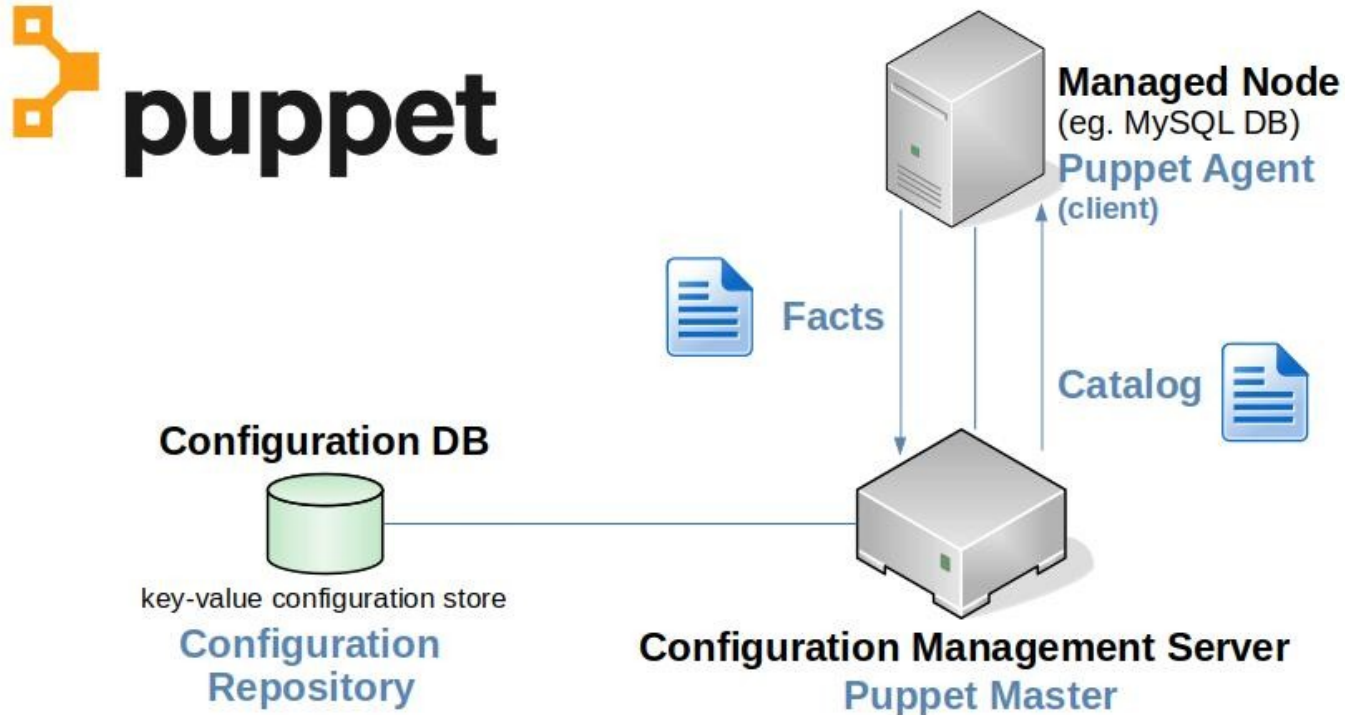 puppet
Managed Node
(eg. MySQL DB)
Puppet Agent
(client)
Facts
Catalog
Configuration DB
key-value configuration store
Configuration
Repository
Configuration Management Server
Puppet Master